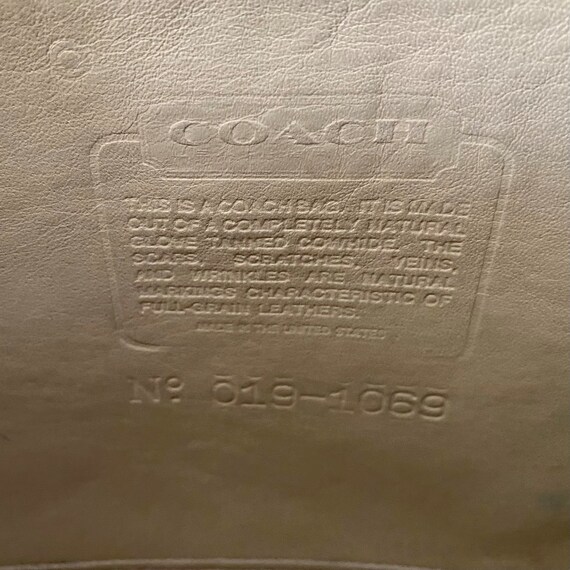 COACH
THIS IS A COACH BAG. IT IS MADE
OUT OF A COMPLETELY NATURAL
GLOVE TANNED COWHIDE. THE
SCARS, SCRATCHES, VEINS,
AND WRINKLES ARE NATURAL
MARKINGS CHARACTERISTIC OF
FULL-GRAIN LEATHERS.
MADE IN THE UNITED STATES
Nº 019-1069